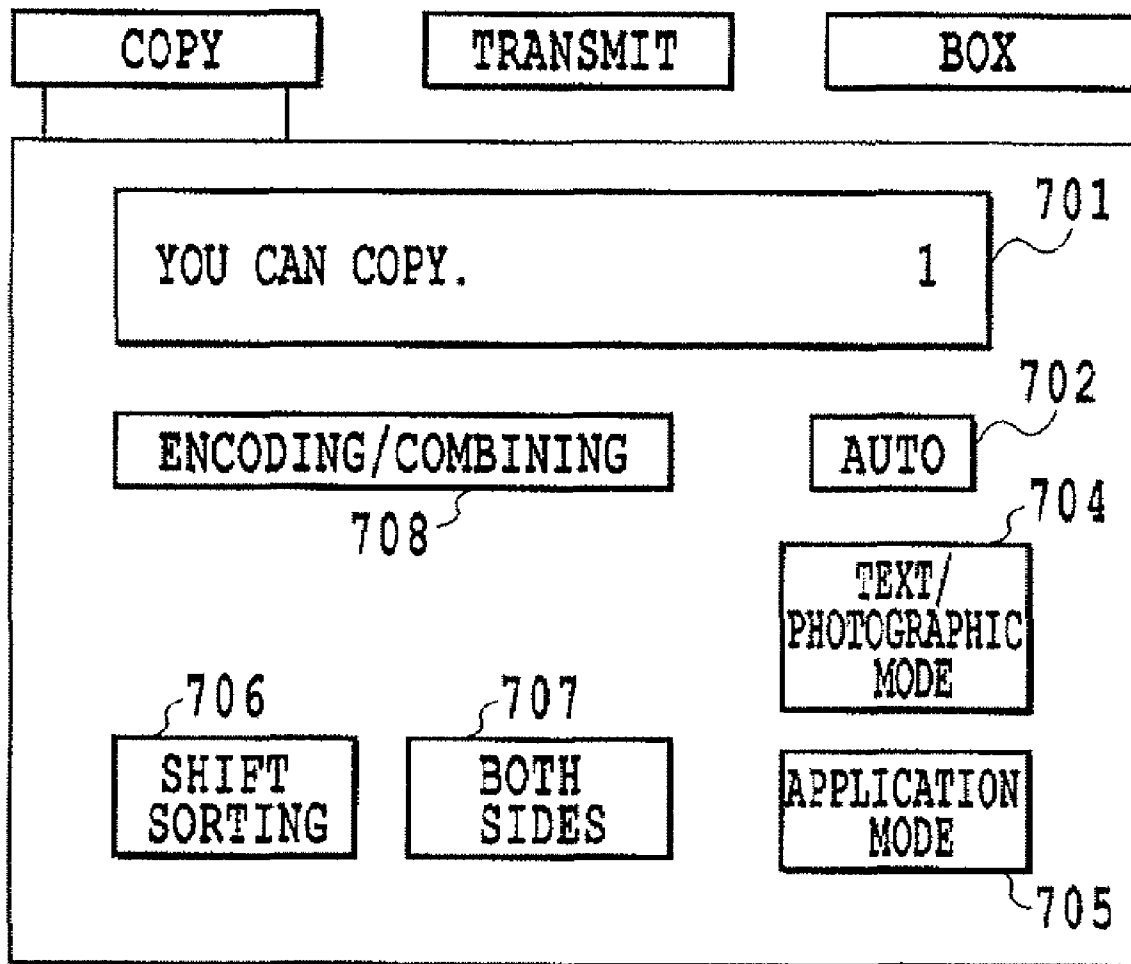 COPY TRANSMIT BOX
701
YOU CAN COPY. 1
702
ENCODING/COMBINING AUTO
708
704
TEXT/
PHOTOGRAPHIC
MODE
706 707
SHIFT
SORTING
BOTH
SIDES
APPLICATION
MODE
705